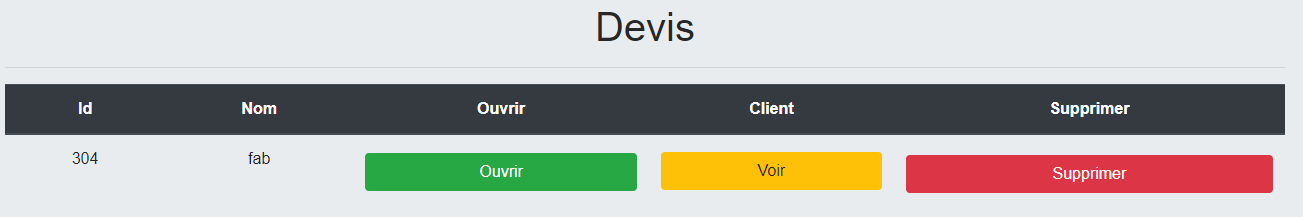 Devis
Id Nom Ouvrir Client Supprimer
304 fab Ouvrir Voir Supprimer